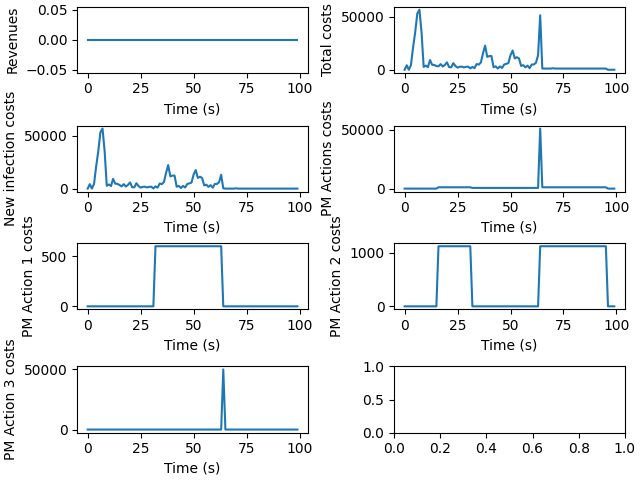 Revenues
0.05
0.00
−0.05
0 25 50 75 100
Time (s)
Total costs
50000
0
0 25 50 75 100
Time (s)
New infection costs
50000
0
0 25 50 75 100
Time (s)
PM Actions costs
50000
0
0 25 50 75 100
Time (s)
PM Action 1 costs
500
0
0 25 50 75 100
Time (s)
PM Action 2 costs
1000
0
0 25 50 75 100
Time (s)
PM Action 3 costs
50000
0
0 25 50 75 100
Time (s)
1.0
0.5
0.0
0.0 0.2 0.4 0.6 0.8 1.0